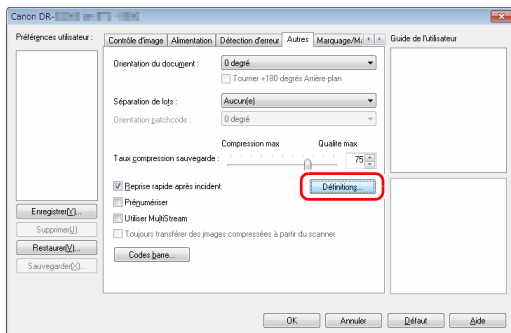 Canon DR-
Préférences utilisateur :
Contrôle d'image Alimentation Détection d'erreur Autres Marquage/M
Guide de l'utilisateur
Orientation du document :
0 degré
Tourner +180 degrés Arrière-plan
Séparation de lots :
Aucun(e)
Orientation patchcode :
0 degré
Compression max
Qualite max
Taux compression sauvegarde :
75
Reprise rapide après incident
Définitions...
Prénumériser
Utiliser MultiStream
Toujours transférer des images compressées à partir du scanner
Codes barre...
Enregistrer(Y)...
Supprimer(J)
Restaurer(V)...
Sauvegarder(X)...
OK
Annuler
Défaut
Aide